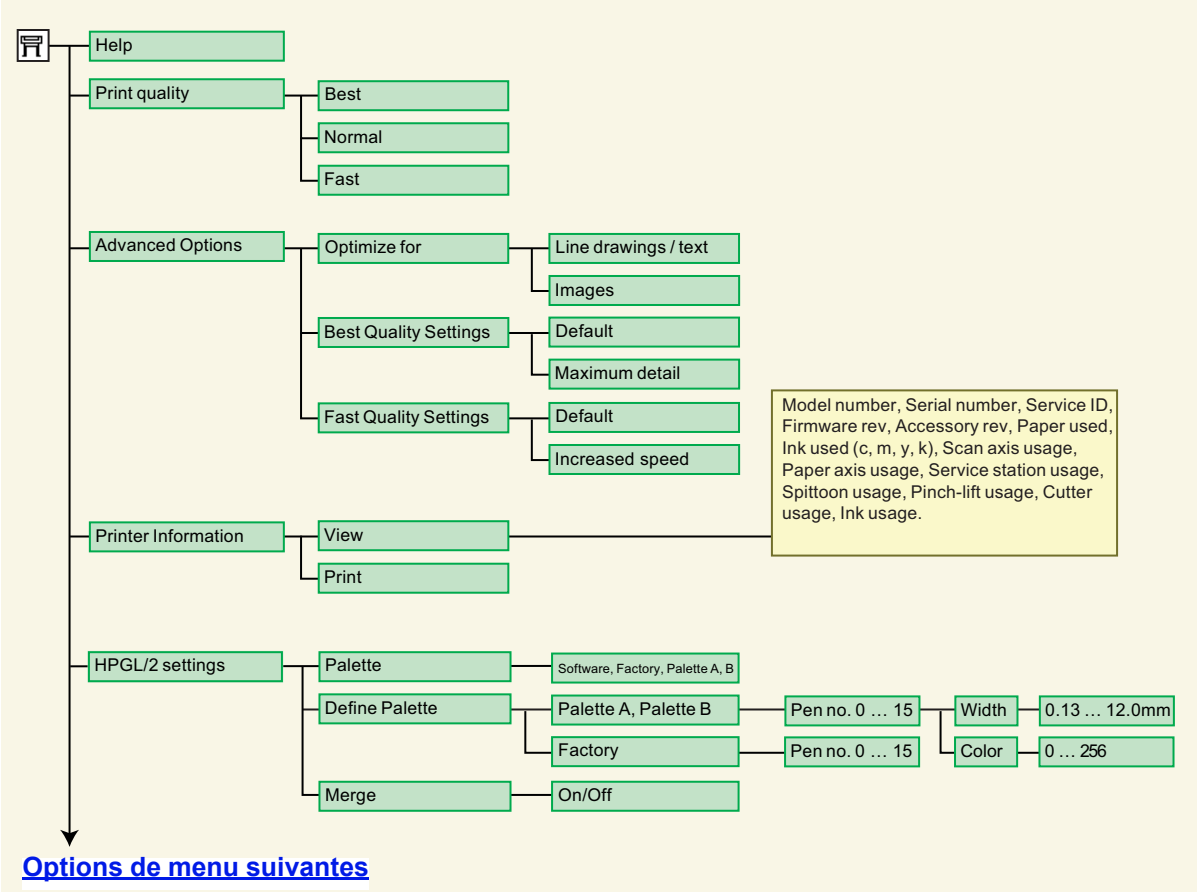 Help
Print quality
Best
Normal
Fast
Advanced Options
Optimize for
Line drawings / text
Images
Best Quality Settings
Default
Maximum detail
Fast Quality Settings
Default
Increased speed
Model number, Serial number, Service ID,
Firmware rev, Accessory rev, Paper used,
Ink used (c, m, y, k), Scan axis usage,
Paper axis usage, Service station usage,
Spittoon usage, Pinch-lift usage, Cutter
usage, Ink usage.
Printer Information
View
Print
HPGL/2 settings
Palette
Software, Factory, Palette A, B
Define Palette
Palette A, Palette B
Pen no. 0 … 15
Width
0.13 … 12.0mm
Factory
Pen no. 0 … 15
Color
0 … 256
Merge
On/Off
Options de menu suivantes